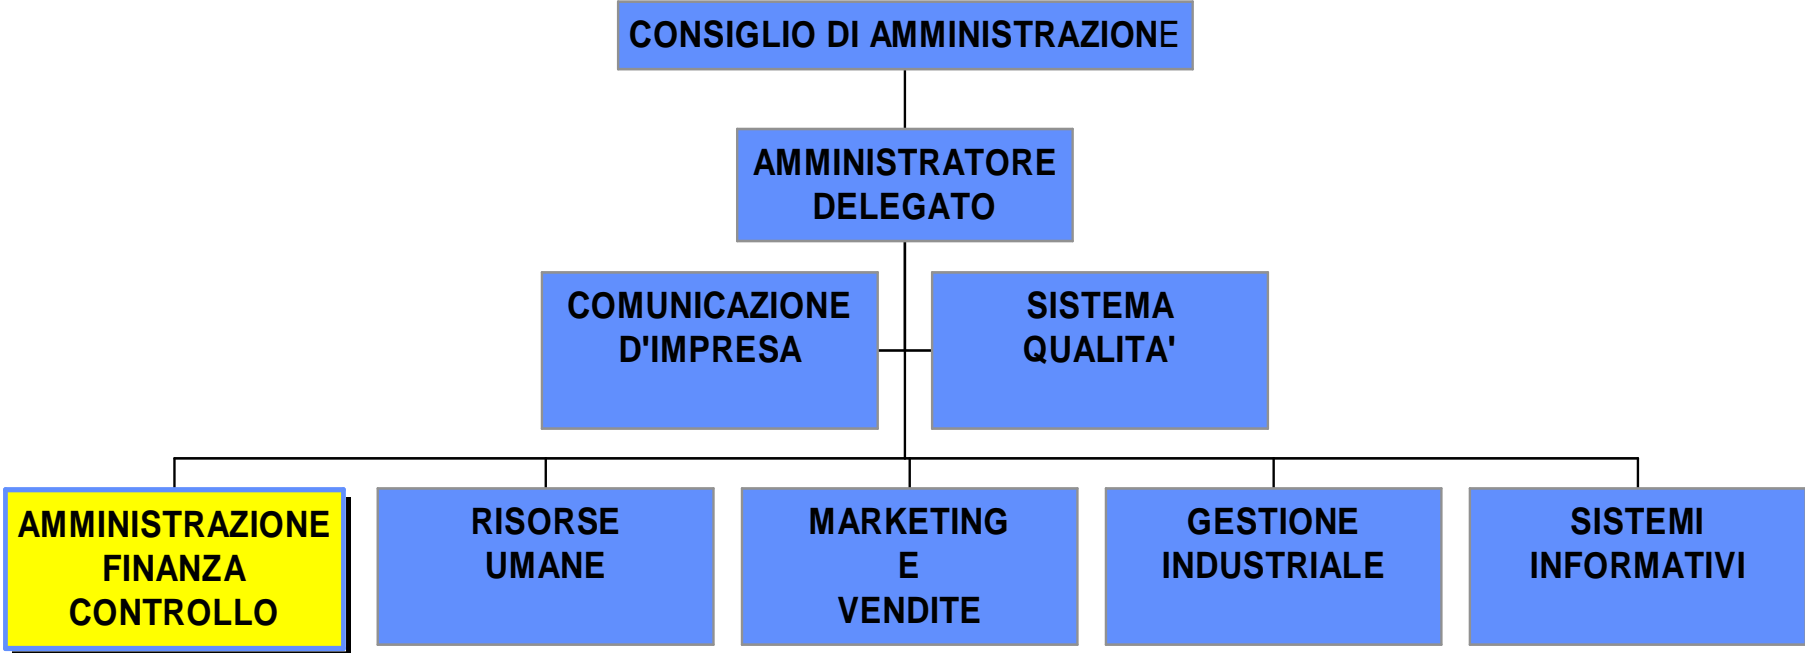 CONSIGLIO DI AMMINISTRAZIONE
AMMINISTRATORE
DELEGATO
COMUNICAZIONE
D'IMPRESA
SISTEMA
QUALITA'
AMMINISTRAZIONE
FINANZA
CONTROLLO
RISORSE
UMANE
MARKETING
E
VENDITE
GESTIONE
INDUSTRIALE
SISTEMI
INFORMATIVI